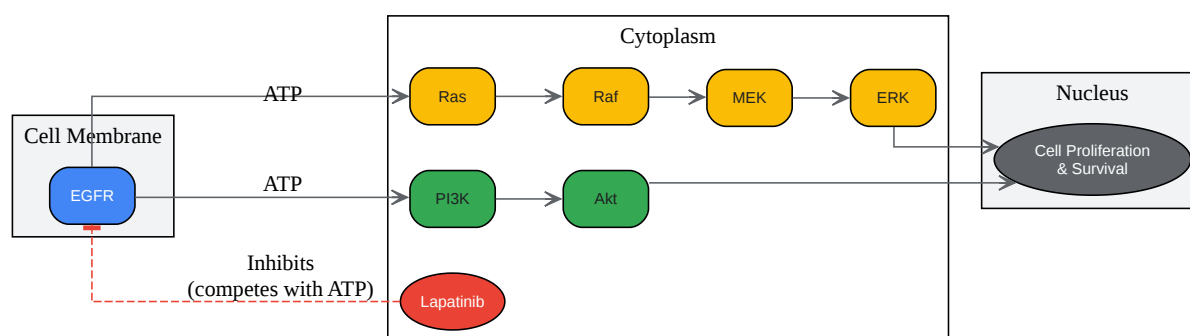 Cytoplasm
ATP
Ras
Raf
MEK
ERK
Nucleus
Cell Membrane
Cell Proliferation
& Survival
EGFR
ATP
PI3K
Akt
Inhibits
(competes with ATP)
Lapatinib